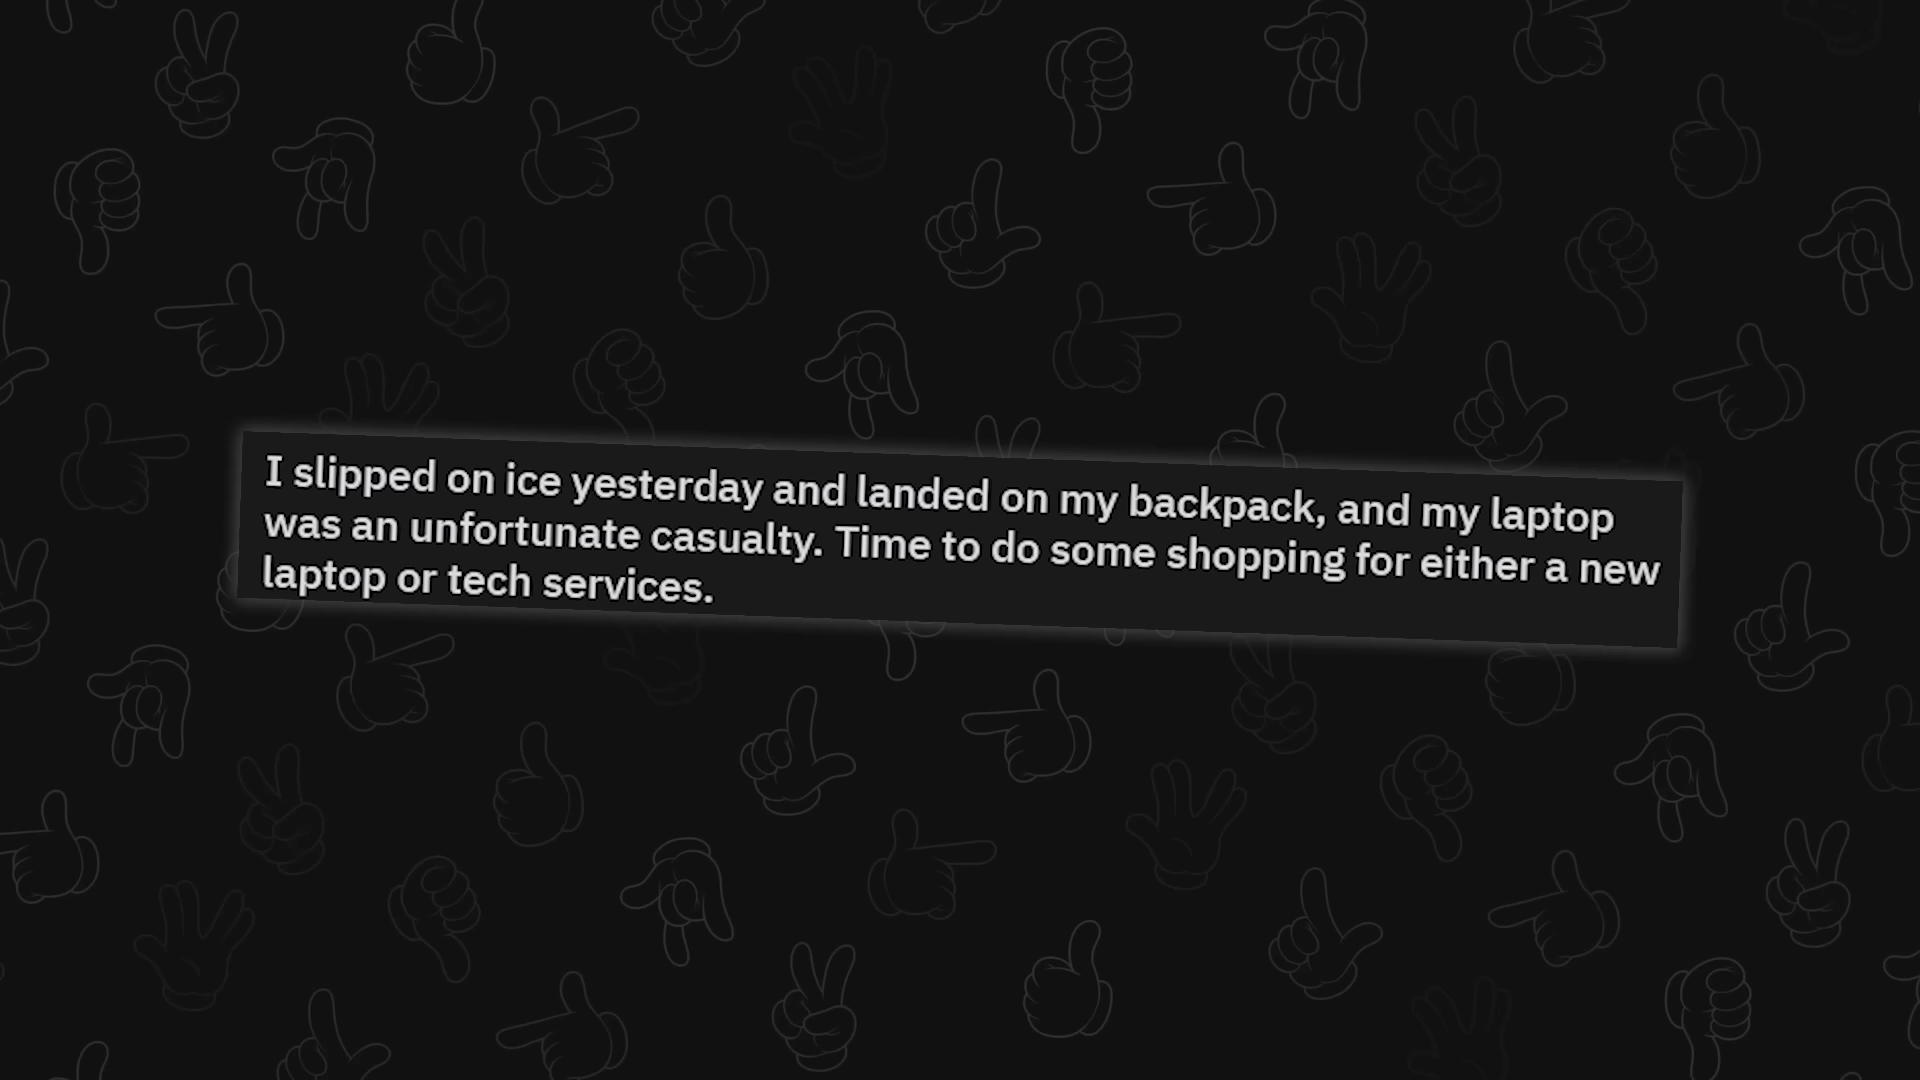 I slipped on ice yesterday and landed on my backpack, and my laptop
was an unfortunate casualty. Time to do some shopping for either a new
laptop or tech services.